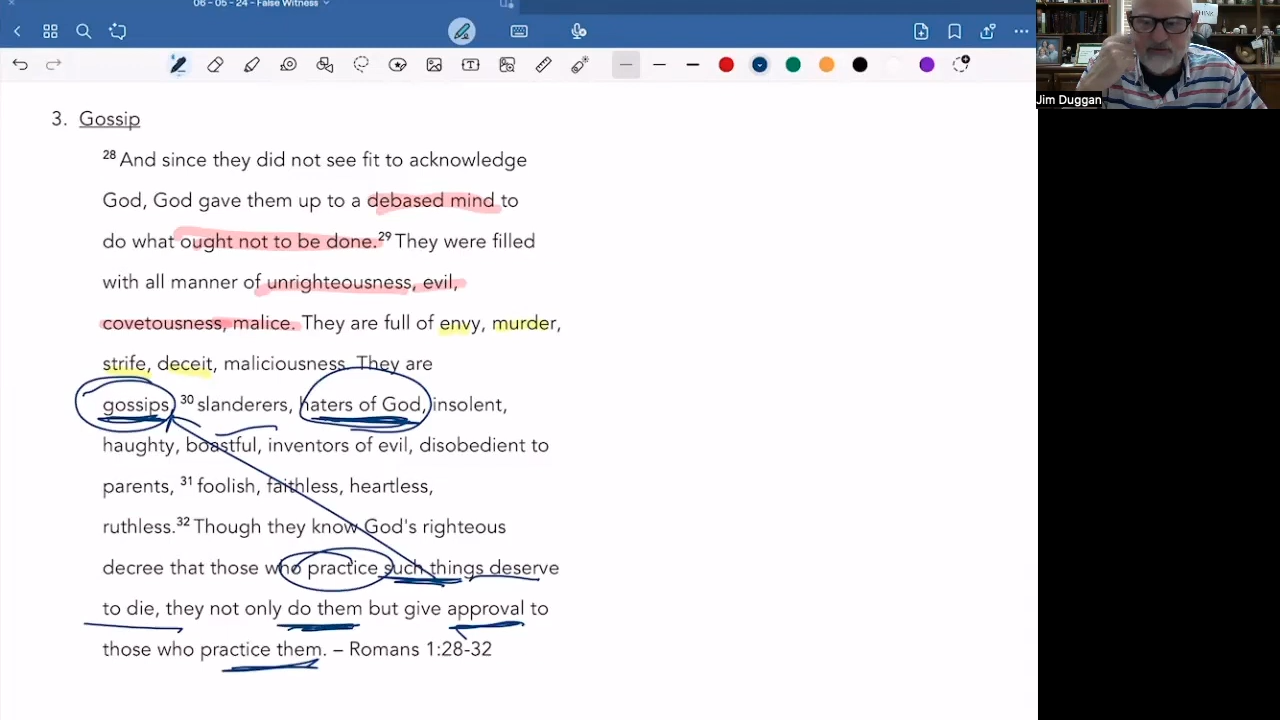 06 - 05 - 24 - False Witness
THINK
Jim Duggan
3. Gossip
28 And since they did not see fit to acknowledge
God, God gave them up to a debased mind to
do what ought not to be done. 29 They were filled
with all manner of unrighteousness, evil,
covetousness, malice. They are full of envy, murder,
strife, deceit, maliciousness. They are
gossips, 30 slanderers, haters of God, insolent,
haughty, boastful, inventors of evil, disobedient to
parents, 31 foolish, faithless, heartless,
ruthless. 32 Though they know God's righteous
decree that those who practice such things deserve
to die, they not only do them but give approval to
those who practice them. – Romans 1:28-32